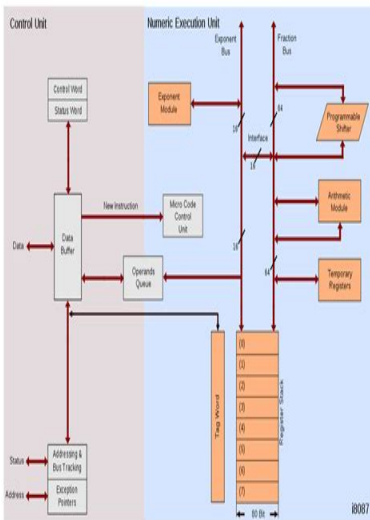 Control Unit
Numeric Execution Unit
Exponent
Bus
Fraction
Bus
Control Word
Status Word
Exponent
Module
16
64
Programmable
Shifter
Interface
16
New Instruction
Micro Code
Control
Unit
Arithmetic
Module
Data
Data
Buffer
16
64
Operands
Queue
Temporary
Registers
Tag Word
(0)
(1)
(2)
(3)
(4)
(5)
(6)
(7)
Register Stack
Status
Addressing &
Bus Tracking
Address
Exception
Pointers
80 Bit
i8087